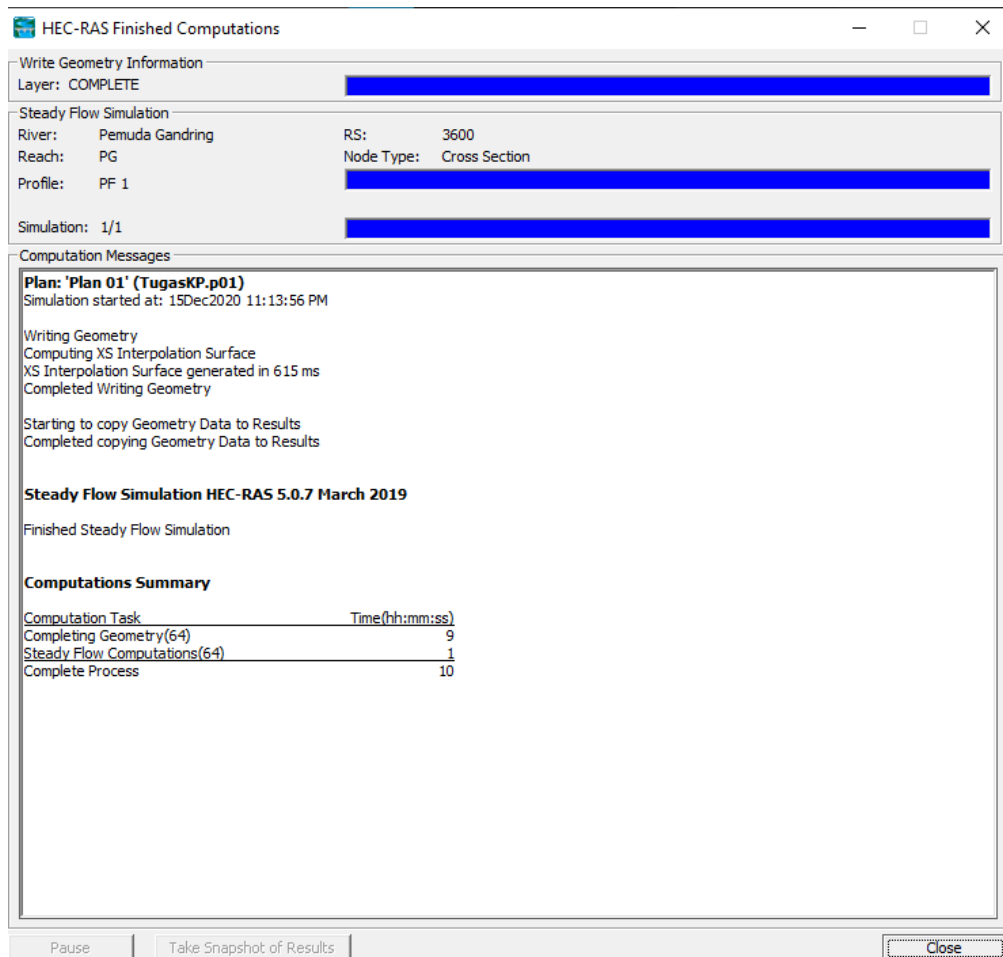 HEC-RAS Finished Computations
Write Geometry Information
Layer: COMPLETE
Steady Flow Simulation
River: Pemuda Gandring RS: 3600
Reach: PG Node Type: Cross Section
Profile: PF 1
Simulation: 1/1
Computation Messages
Plan: 'Plan 01' (TugasKP.p01)
Simulation started at: 15Dec2020 11:13:56 PM
Writing Geometry
Computing XS Interpolation Surface
XS Interpolation Surface generated in 615 ms
Completed Writing Geometry
Starting to copy Geometry Data to Results
Completed copying Geometry Data to Results
Steady Flow Simulation HEC-RAS 5.0.7 March 2019
Finished Steady Flow Simulation
Computations Summary
Computation Task Time(hh:mm:ss)
Completing Geometry(64) 9
Steady Flow Computations(64) 1
Complete Process 10
Pause Take Snapshot of Results Close